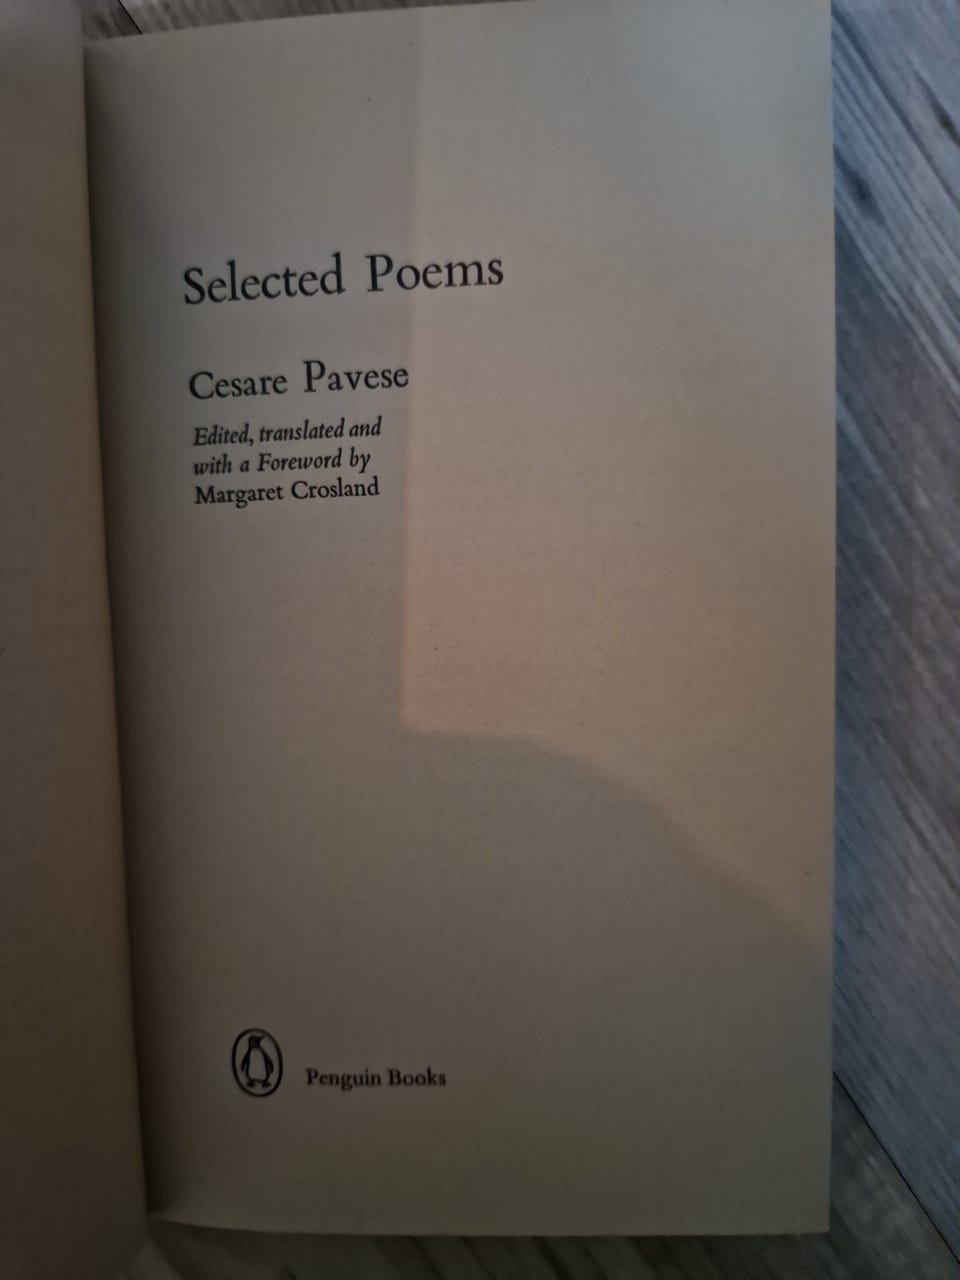 Selected Poems
Cesare Pavese
Edited, translated and
with a Foreword by
Margaret Crosland
Penguin Books